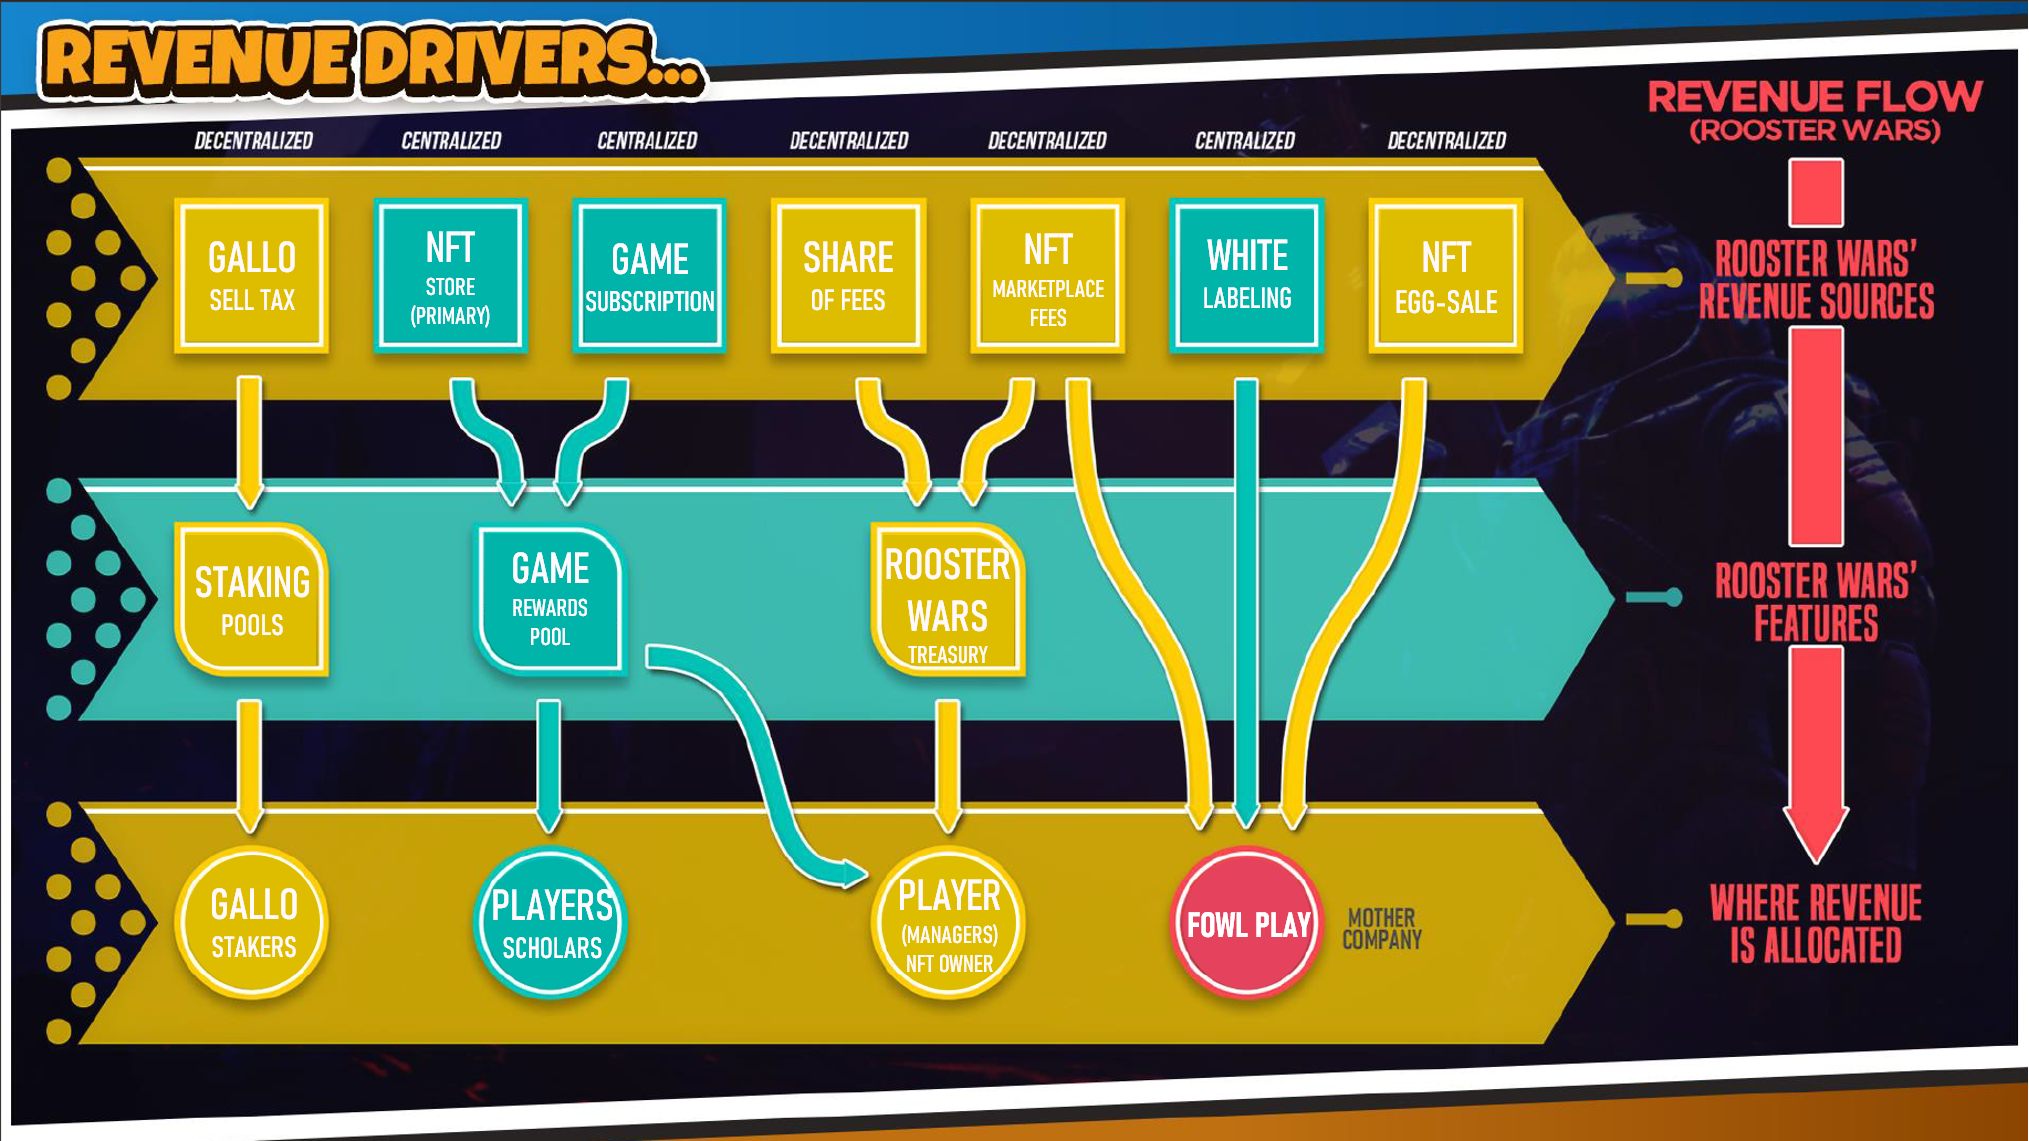 REVENUE DRIVERS...
REVENUE FLOW
(ROOSTER WARS)
DECENTRALIZED
CENTRALIZED
CENTRALIZED
DECENTRALIZED
DECENTRALIZED
CENTRALIZED
DECENTRALIZED
GALLO
SELL TAX
NFT
STORE
(PRIMARY)
GAME
SUBSCRIPTION
SHARE
OF FEES
NFT
MARKETPLACE
FEES
WHITE
LABELING
NFT
EGG-SALE
ROOSTER WARS'
REVENUE SOURCES
STAKING
POOLS
GAME
REWARDS
POOL
ROOSTER
WARS
TREASURY
ROOSTER WARS'
FEATURES
GALLO
STAKERS
PLAYERS
SCHOLARS
PLAYER
(MANAGERS)
NFT OWNER
FOWL PLAY
MOTHER
COMPANY
WHERE REVENUE
IS ALLOCATED